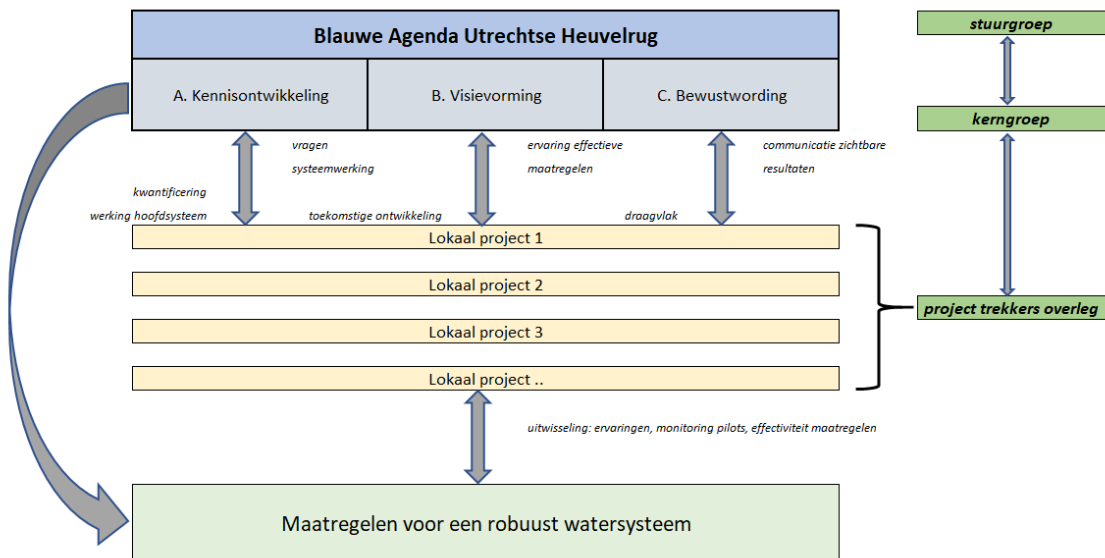 Blauwe Agenda Utrechtse Heuvelrug
A. Kennisontwikkeling
B. Visievorming
C. Bewustwording
stuurgroep
kerngroep
vragen
systeemwerking
ervaring effectieve
maatregelen
communicatie zichtbare
resultaten
kwantificering
werking hoofdsysteem
toekomstige ontwikkeling
draagvlak
Lokaal project 1
Lokaal project 2
Lokaal project 3
Lokaal project ..
project trekkers overleg
uitwisseling: ervaringen, monitoring pilots, effectiviteit maatregelen
Maatregelen voor een robuust watersysteem